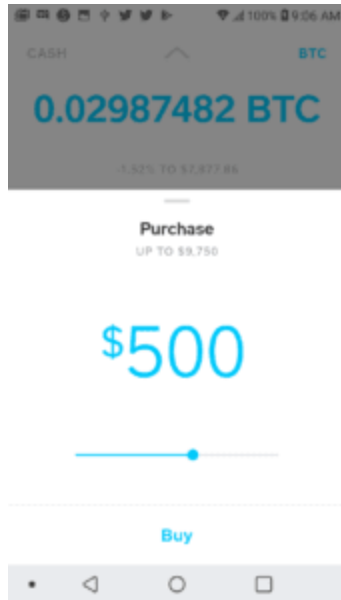 100% 9:06 AM
CASH
BTC
0.02987482 BTC
-1.52% TO $7,977.86
Purchase
UP TO $9,750
$500
Buy